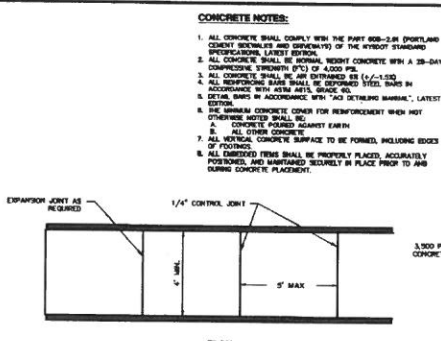 CONCRETE NOTES:
1. ALL CONCRETE SHALL COMPLY WITH THE PART 608-2.01 (PORTLAND
CEMENT SIDEWALKS AND DRIVEWAYS) OF THE NYSDOT STANDARD
SPECIFICATIONS, LATEST EDITION.
2. ALL CONCRETE SHALL BE NORMAL WEIGHT CONCRETE WITH A 28-DAY
COMPRESSIVE STRENGTH (F'C) OF 4,000 PSI.
3. ALL CONCRETE SHALL BE AIR ENTRAINED 6% (+/-1.5%)
4. ALL REINFORCING BARS SHALL BE DEFORMED STEEL BARS IN
ACCORDANCE WITH ASTM A615, GRADE 60.
5. DETAIL BARS IN ACCORDANCE WITH "ACI DETAILING MANUAL", LATEST
EDITION.
6. THE MINIMUM CONCRETE COVER FOR REINFORCEMENT WHEN NOT
OTHERWISE NOTED SHALL BE:
A. CONCRETE POURED AGAINST EARTH
B. ALL OTHER CONCRETE
7. ALL VERTICAL CONCRETE SURFACE TO BE FORMED, INCLUDING EDGES
OF FOOTINGS.
8. ALL EMBEDDED ITEMS SHALL BE PROPERLY PLACED, ACCURATELY
POSITIONED, AND MAINTAINED SECURELY IN PLACE PRIOR TO AND
DURING CONCRETE PLACEMENT.
EXPANSION JOINT AS
REQUIRED
1/4" CONTROL JOINT
3,500 P
CONCRET
4' MIN.
5' MAX